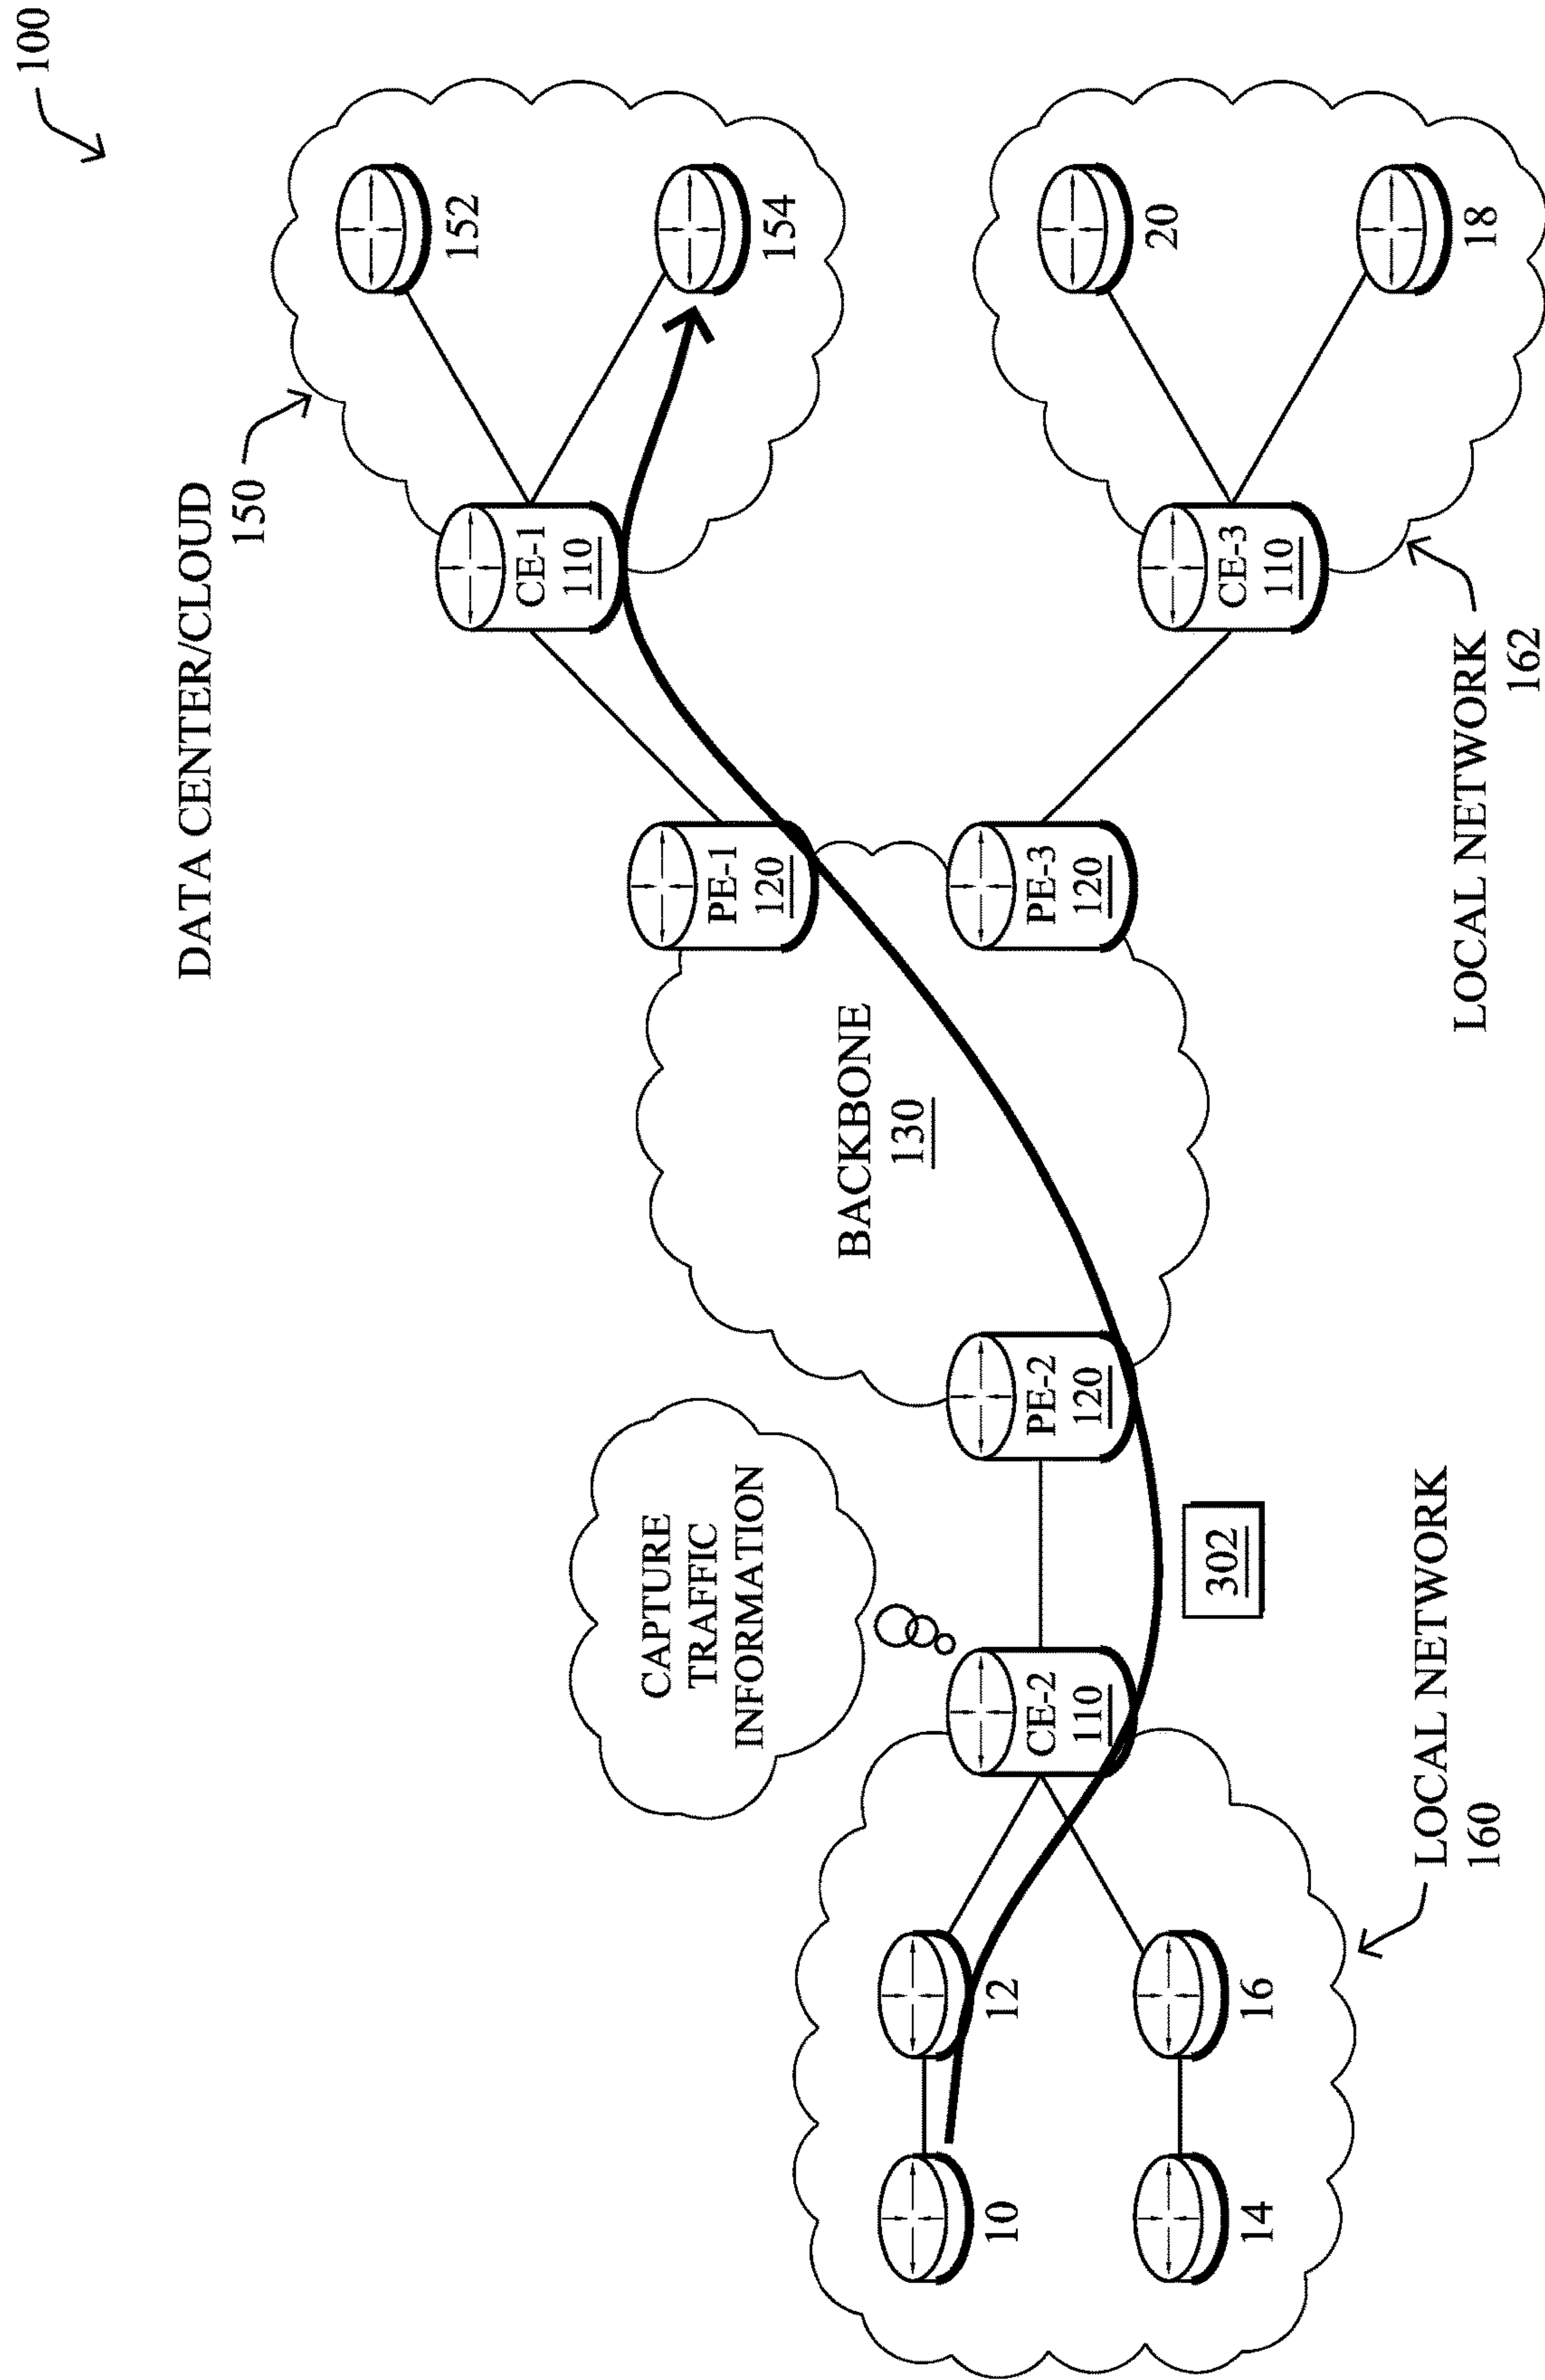 100
DATA CENTER/CLOUD
150
152
154
CE-1
110
PE-1
120
BACKBONE
130
CAPTURE
TRAFFIC
INFORMATION
PE-2
120
PE-3
120
CE-2
110
302
10
12
14
16
LOCAL NETWORK
160
CE-3
110
20
18
LOCAL NETWORK
162